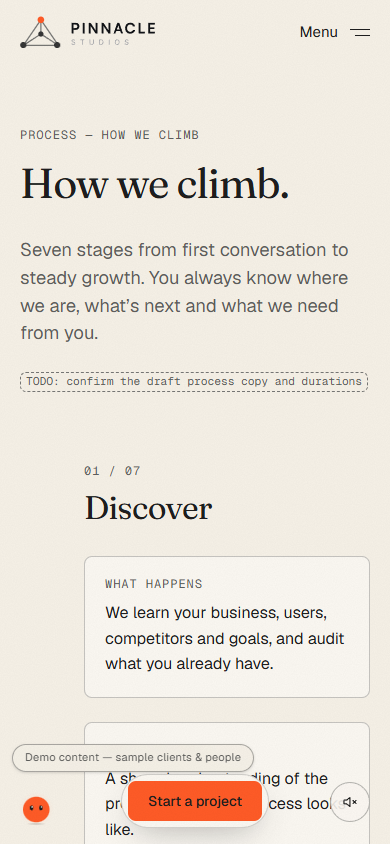 PINNACLE
STUDIOS
Menu
PROCESS — HOW WE CLIMB
How we climb.
Seven stages from first conversation to
steady growth. You always know where
we are, what’s next and what we need
from you.
TODO: confirm the draft process copy and durations
01 / 07
Discover
WHAT HAPPENS
We learn your business, users,
competitors and goals, and audit
what you already have.
Demo content — sample clients & people
of the
Start a project
like.